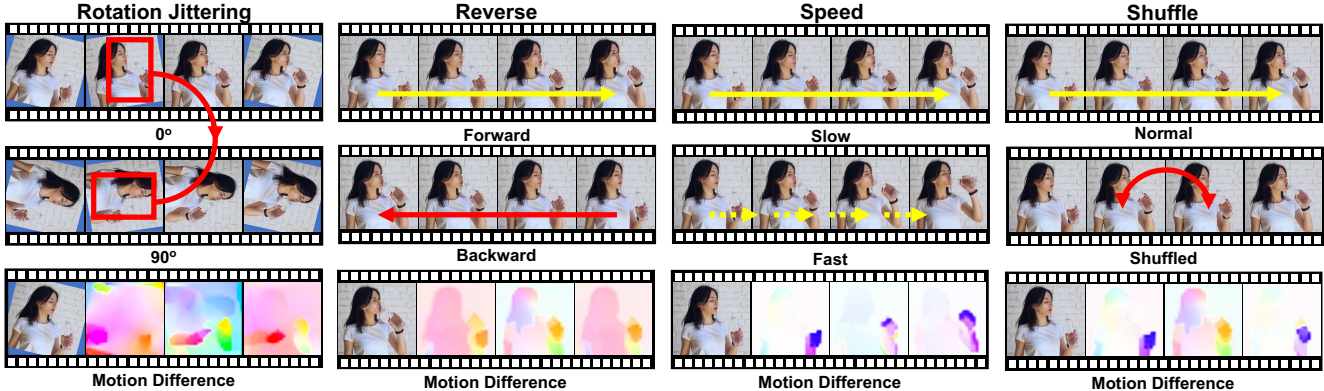 Rotation Jittering
Reverse
Speed
Shuffle
0º
Forward
Slow
Normal
90º
Backward
Fast
Shuffled
Motion Difference
Motion Difference
Motion Difference
Motion Difference